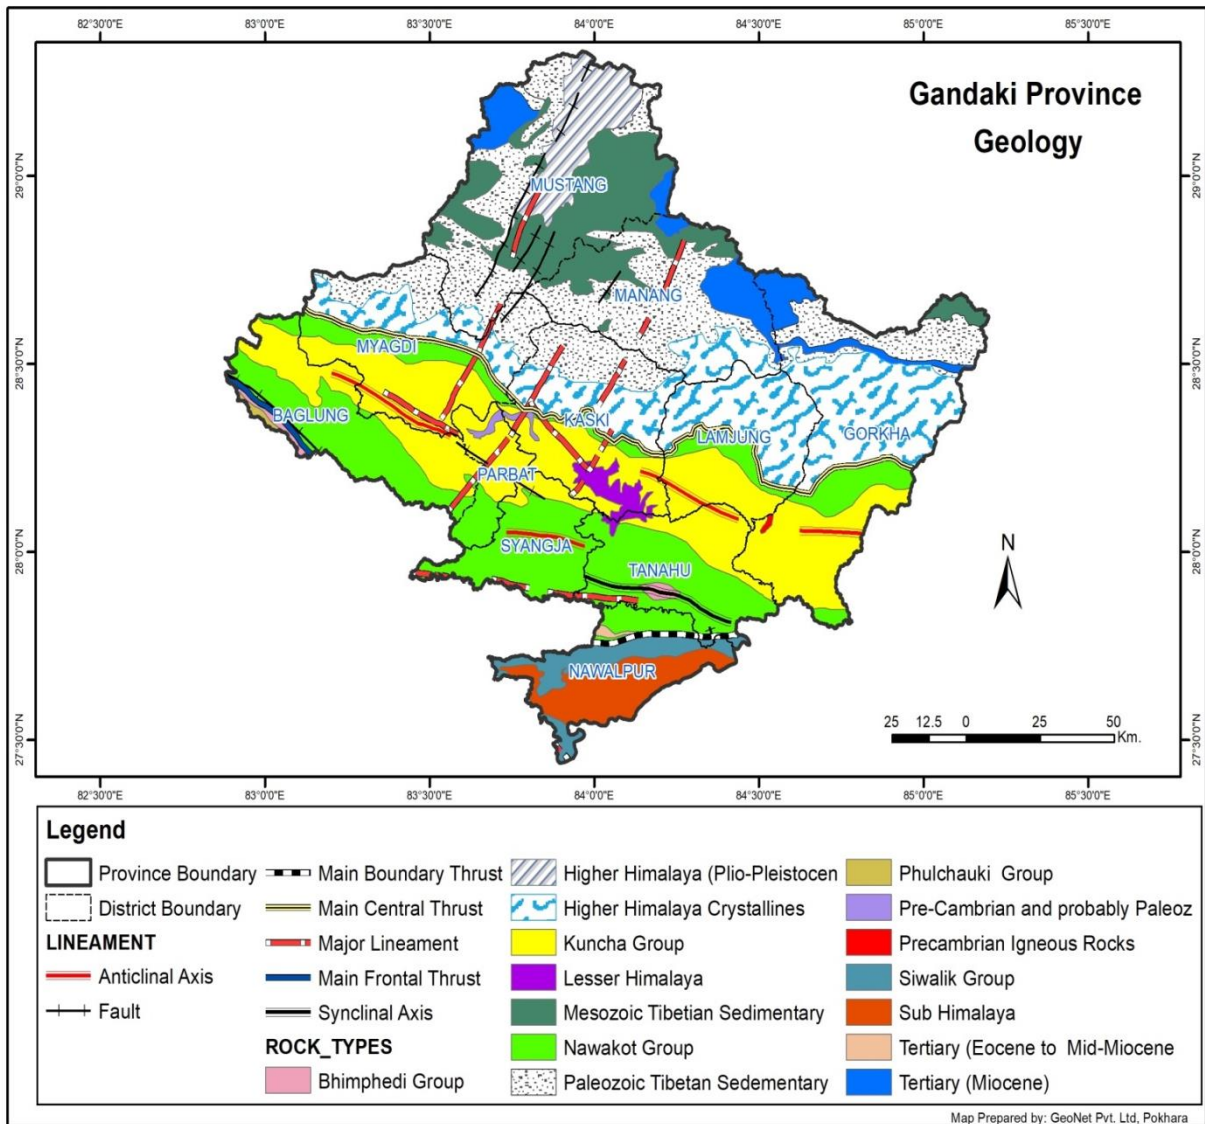 82°30'0"E 83°0'0"E 83°30'0"E 84°0'0"E 84°30'0"E 85°0'0"E 85°30'0"E
Gandaki Province
Geology
29°0'0"N 29°0'0"N
MUSTANG
MANANG
MYAGDI
28°30'0"N 28°30'0"N
BAGLUNG
KASKI
LAMJUNG
GORKHA
PARBAT
28°0'0"N 28°0'0"N
SYANGJA
TANAHU
N
NAWALPUR
27°30'0"N 27°30'0"N
25 12.5 0 25 50
Km.
82°30'0"E 83°0'0"E 83°30'0"E 84°0'0"E 84°30'0"E 85°0'0"E 85°30'0"E
Legend
Province Boundary
District Boundary
LINEAMENT
Anticlinal Axis
Fault
Main Boundary Thrust
Main Central Thrust
Major Lineament
Main Frontal Thrust
Synclinal Axis
ROCK_TYPES
Bhimphedi Group
Higher Himalaya (Plio-Pleistocen
Higher Himalaya Crystallines
Kuncha Group
Lesser Himalaya
Mesozoic Tibetian Sedimentary
Nawakot Group
Paleozoic Tibetan Sedementary
Phulchauki Group
Pre-Cambrian and probably Paleoz
Precambrian Igneous Rocks
Siwalik Group
Sub Himalaya
Tertiary (Eocene to Mid-Miocene
Tertiary (Miocene)
Map Prepared by: GeoNet Pvt. Ltd, Pokhara